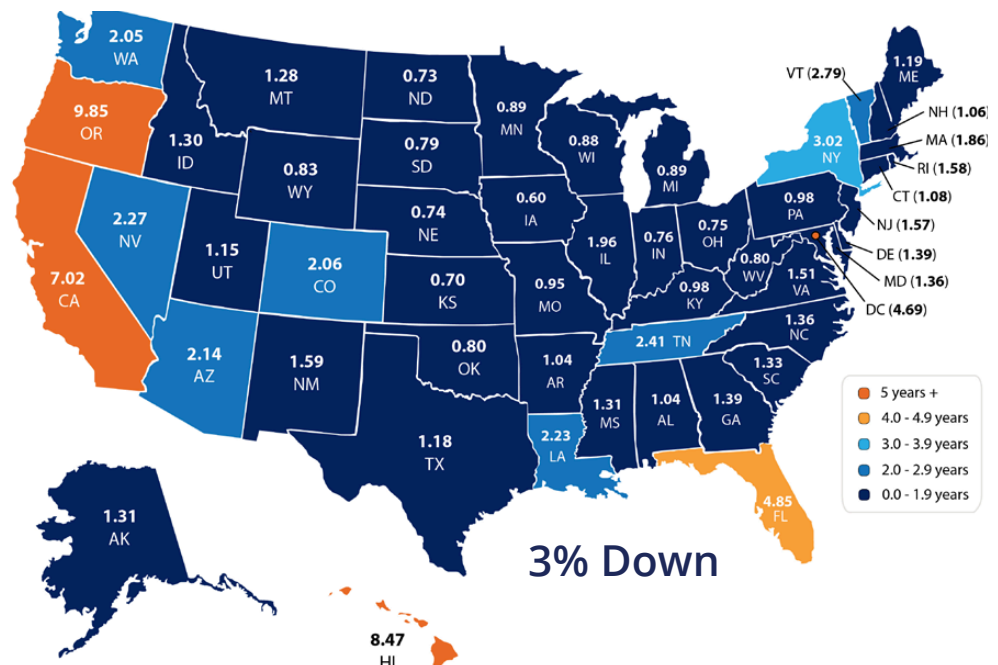 2.05
WA
9.85
OR
7.02
CA
2.27
NV
1.30
ID
1.28
MT
0.83
WY
1.15
UT
2.06
CO
2.14
AZ
1.59
NM
0.73
ND
0.79
SD
0.74
NE
0.70
KS
0.80
OK
1.18
TX
0.89
MN
0.60
IA
0.95
MO
1.04
AR
2.23
LA
0.88
WI
1.96
IL
0.89
MI
0.76
IN
0.75
OH
0.98
KY
2.41 TN
1.31
MS
1.04
AL
1.39
GA
4.85
FL
1.33
SC
1.36
NC
1.51
VA
0.80
WV
0.98
PA
3.02
NY
1.19
ME
VT (2.79)
NH (1.06)
MA (1.86)
RI (1.58)
CT (1.08)
NJ (1.57)
DE (1.39)
MD (1.36)
DC (4.69)
5 years +
4.0 - 4.9 years
3.0 - 3.9 years
2.0 - 2.9 years
0.0 - 1.9 years
1.31
AK
8.47
HI
3% Down